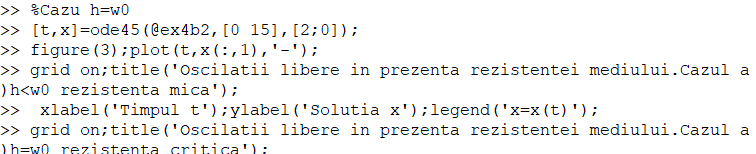 >> %Cazu h=w0
>> [t,x]=ode45(@ex4b2,[0 15],[2;0]);
>> figure(3);plot(t,x(:,1),'-');
>> grid on;title('Oscilatii libere in prezenta rezistentei mediului.Cazul a
)h<w0 rezistenta mica');
>>  xlabel('Timpul t');ylabel('Solutia x');legend('x=x(t)');
>> grid on;title('Oscilatii libere in prezenta rezistentei mediului.Cazul a
)h=w0 rezistenta critica');